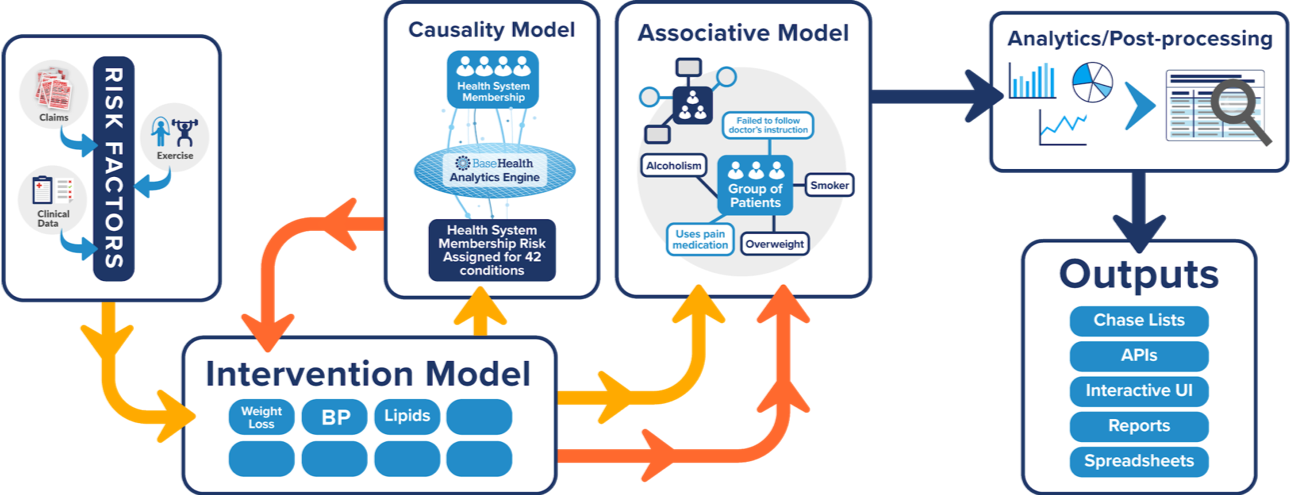 Claims
RISK FACTORS
Exercise
Clinical
Data
Causality Model
Health System
Membership
BaseHealth
Analytics Engine
Health System
Membership Risk
Assigned for 42
conditions
Associative Model
Failed to follow
doctor's instruction
Alcoholism
Group of
Patients
Smoker
Uses pain
medication
Overweight
Analytics/Post-processing
Intervention Model
Weight
Loss
BP
Lipids
Outputs
Chase Lists
APIs
Interactive UI
Reports
Spreadsheets